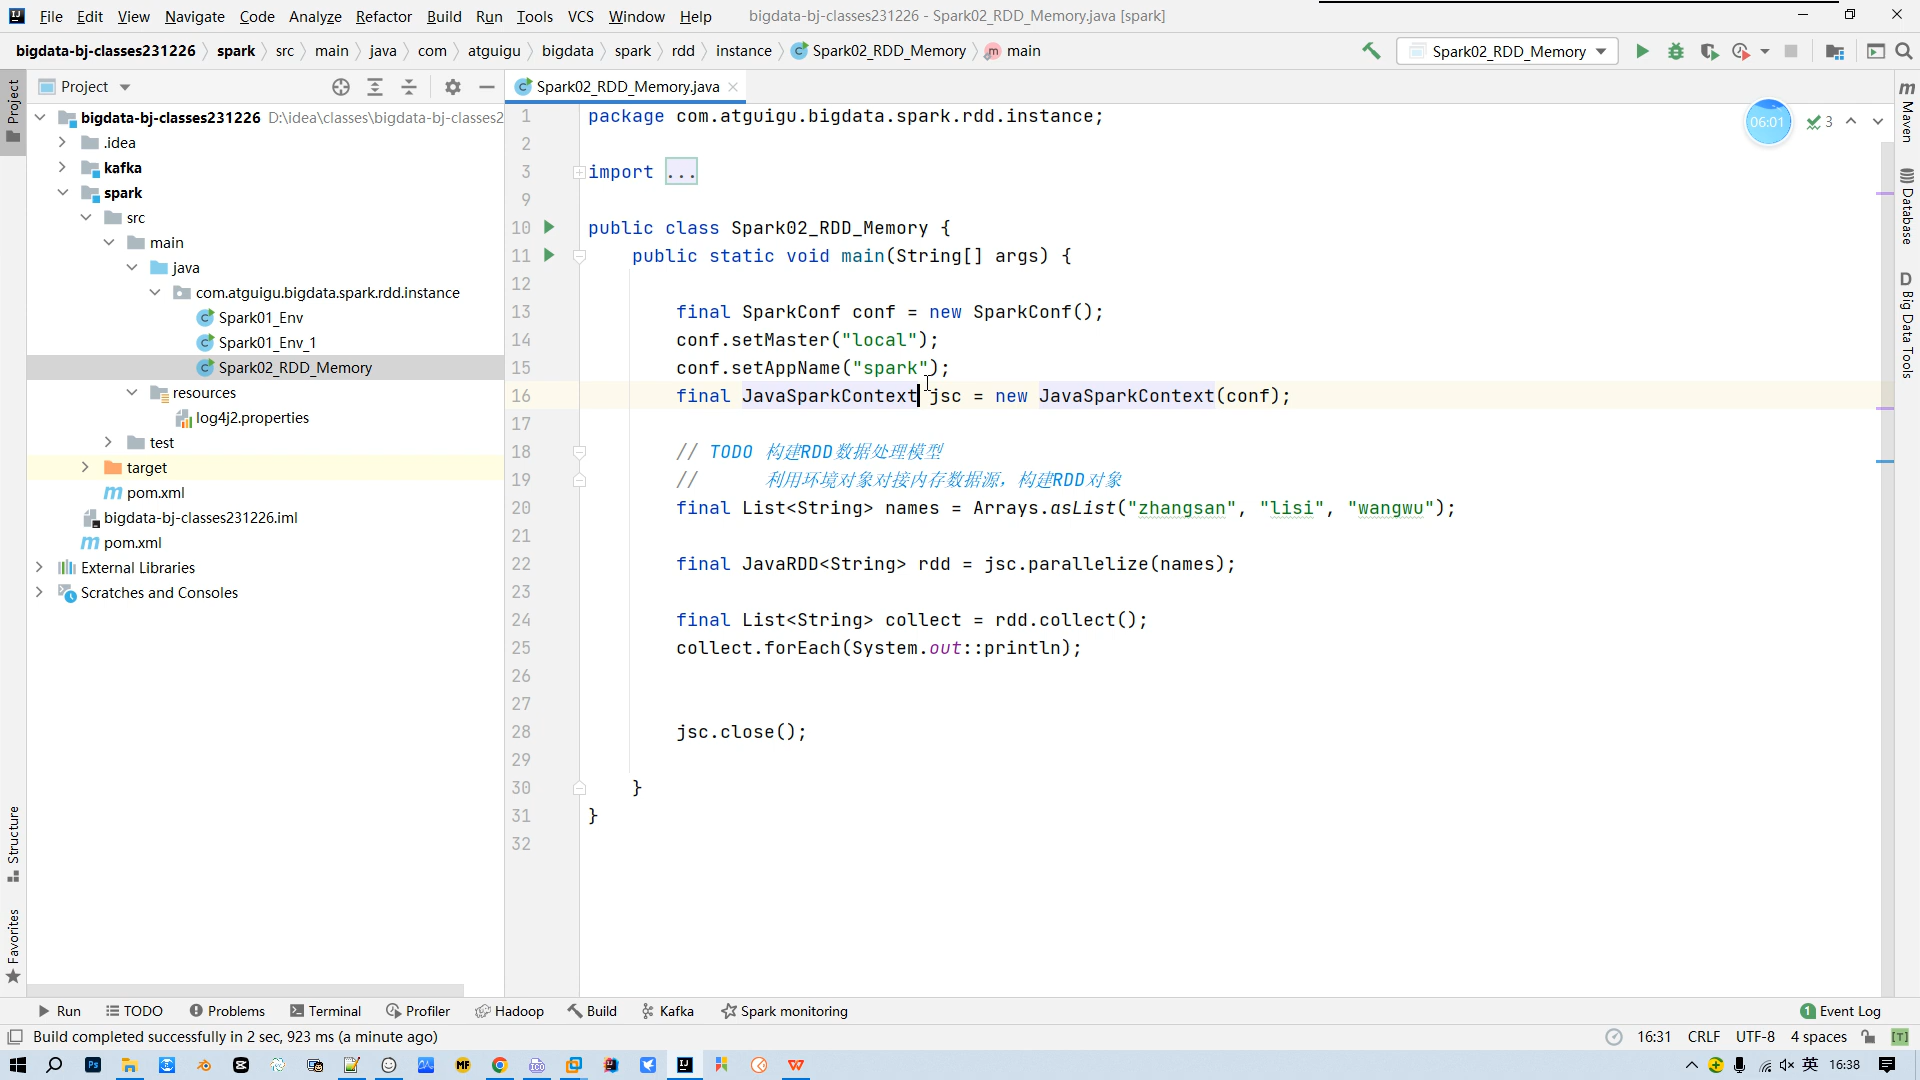 File Edit View Navigate Code Analyze Refactor Build Run Tools VCS Window Help bigdata-bj-classes231226 - Spark02_RDD_Memory.java [spark]
bigdata-bj-classes231226 spark src main java com atguigu bigdata spark rdd instance Spark02_RDD_Memory main Spark02_RDD_Memory
Project
Spark02_RDD_Memory.java
bigdata-bj-classes231226 D:\idea\classes\bigdata-bj-classes2
.idea
kafka
spark
src
main
java
com.atguigu.bigdata.spark.rdd.instance
Spark01_Env
Spark01_Env_1
Spark02_RDD_Memory
resources
log4j2.properties
test
target
pom.xml
bigdata-bj-classes231226.iml
pom.xml
External Libraries
Scratches and Consoles
Project
Structure
Favorites
1 package com.atguigu.bigdata.spark.rdd.instance;
2
3 import ...
9
10 public class Spark02_RDD_Memory {
11 public static void main(String[] args) {
12
13 final SparkConf conf = new SparkConf();
14 conf.setMaster("local");
15 conf.setAppName("spark");
16 final JavaSparkContext jsc = new JavaSparkContext(conf);
17
18 // TODO 构建RDD数据处理模型
19 // 利用环境对象对接内存数据源，构建RDD对象
20 final List<String> names = Arrays.asList("zhangsan", "lisi", "wangwu");
21
22 final JavaRDD<String> rdd = jsc.parallelize(names);
23
24 final List<String> collect = rdd.collect();
25 collect.forEach(System.out::println);
26
27
28 jsc.close();
29
30 }
31 }
32
06:01
3
Maven
Database
Big Data Tools
Run TODO Problems Terminal Profiler Hadoop Build Kafka Spark monitoring 1 Event Log
Build completed successfully in 2 sec, 923 ms (a minute ago) 16:31 CRLF UTF-8 4 spaces
英 16:38